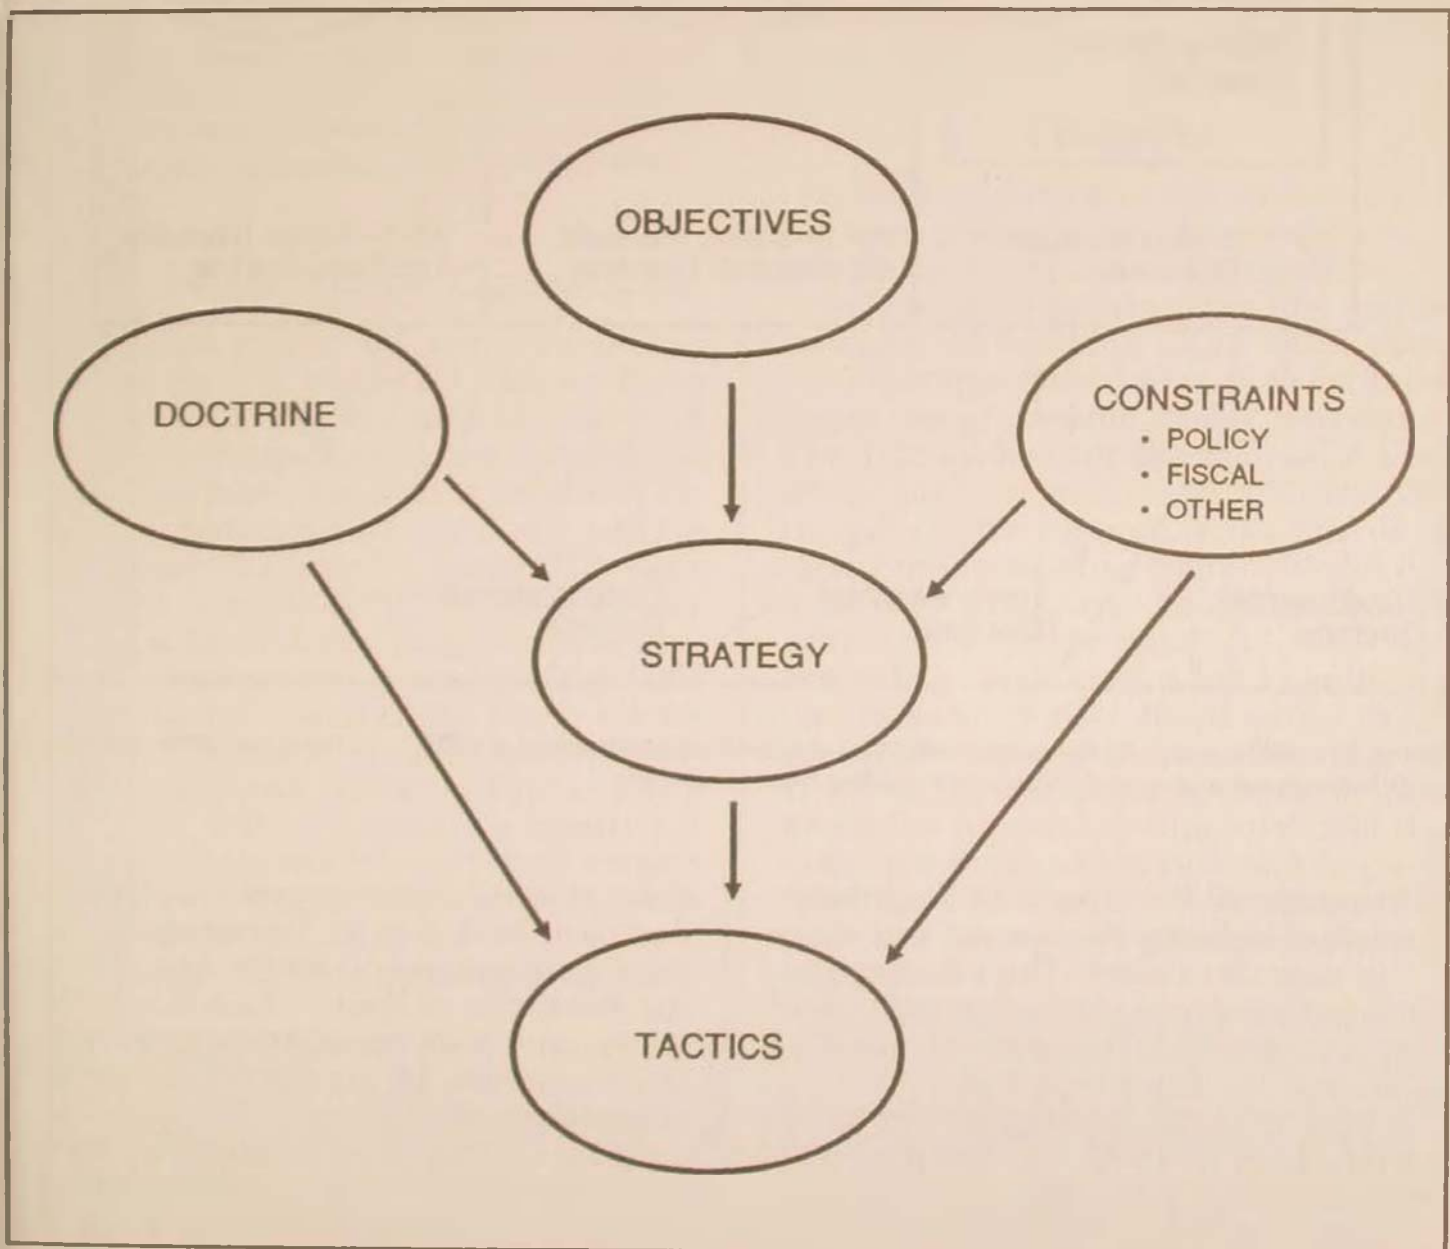 OBJECTIVES
DOCTRINE
CONSTRAINTS
• POLICY
• FISCAL
• OTHER
STRATEGY
TACTICS